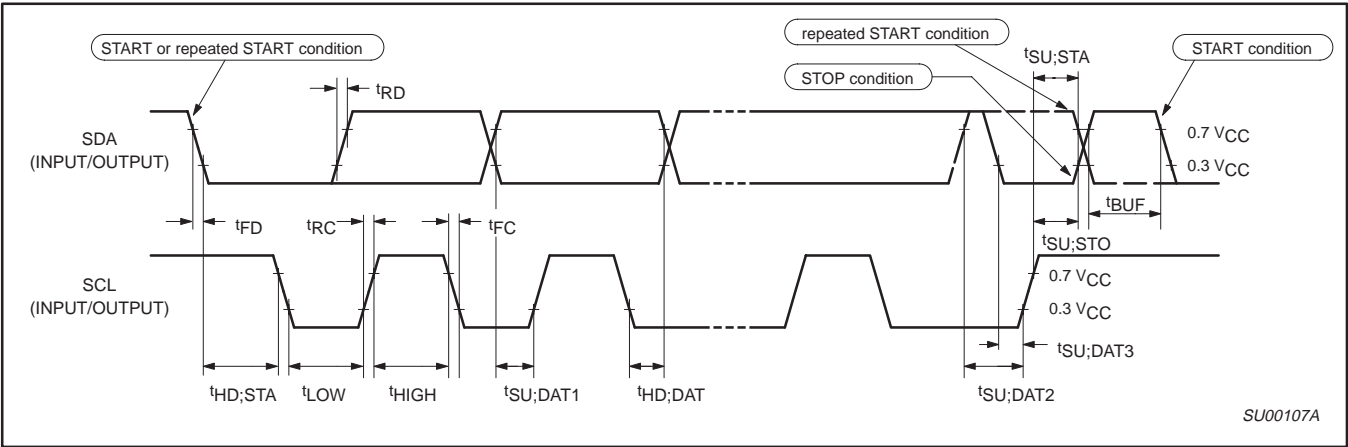 repeated START condition
START or repeated START condition
tSU;STA
START condition
STOP condition
tRD
SDA
(INPUT/OUTPUT)
0.7 VCC
0.3 VCC
tFD
tRC
tFC
tBUF
tSU;STO
SCL
(INPUT/OUTPUT)
0.7 VCC
0.3 VCC
tSU;DAT3
tHD;STA
tLOW
tHIGH
tSU;DAT1
tHD;DAT
tSU;DAT2
SU00107A